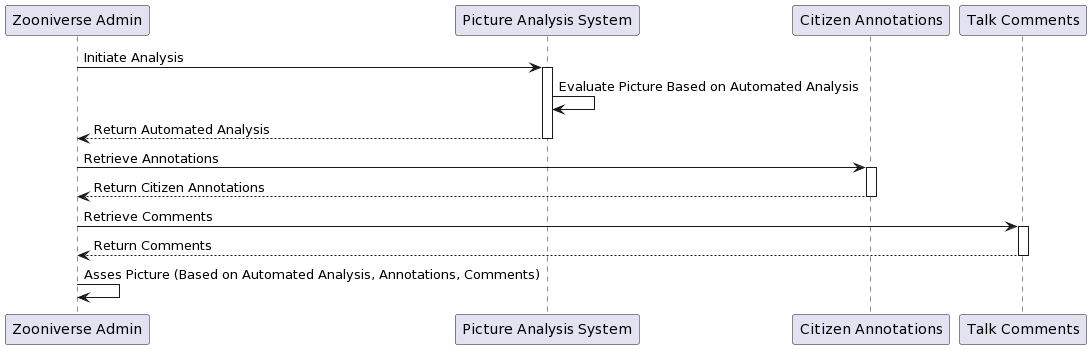 Zooniverse Admin Picture Analysis System Citizen Annotations Talk Comments
Initiate Analysis
Evaluate Picture Based on Automated Analysis
Return Automated Analysis
Retrieve Annotations
Return Citizen Annotations
Retrieve Comments
Return Comments
Asses Picture (Based on Automated Analysis, Annotations, Comments)
Zooniverse Admin Picture Analysis System Citizen Annotations Talk Comments